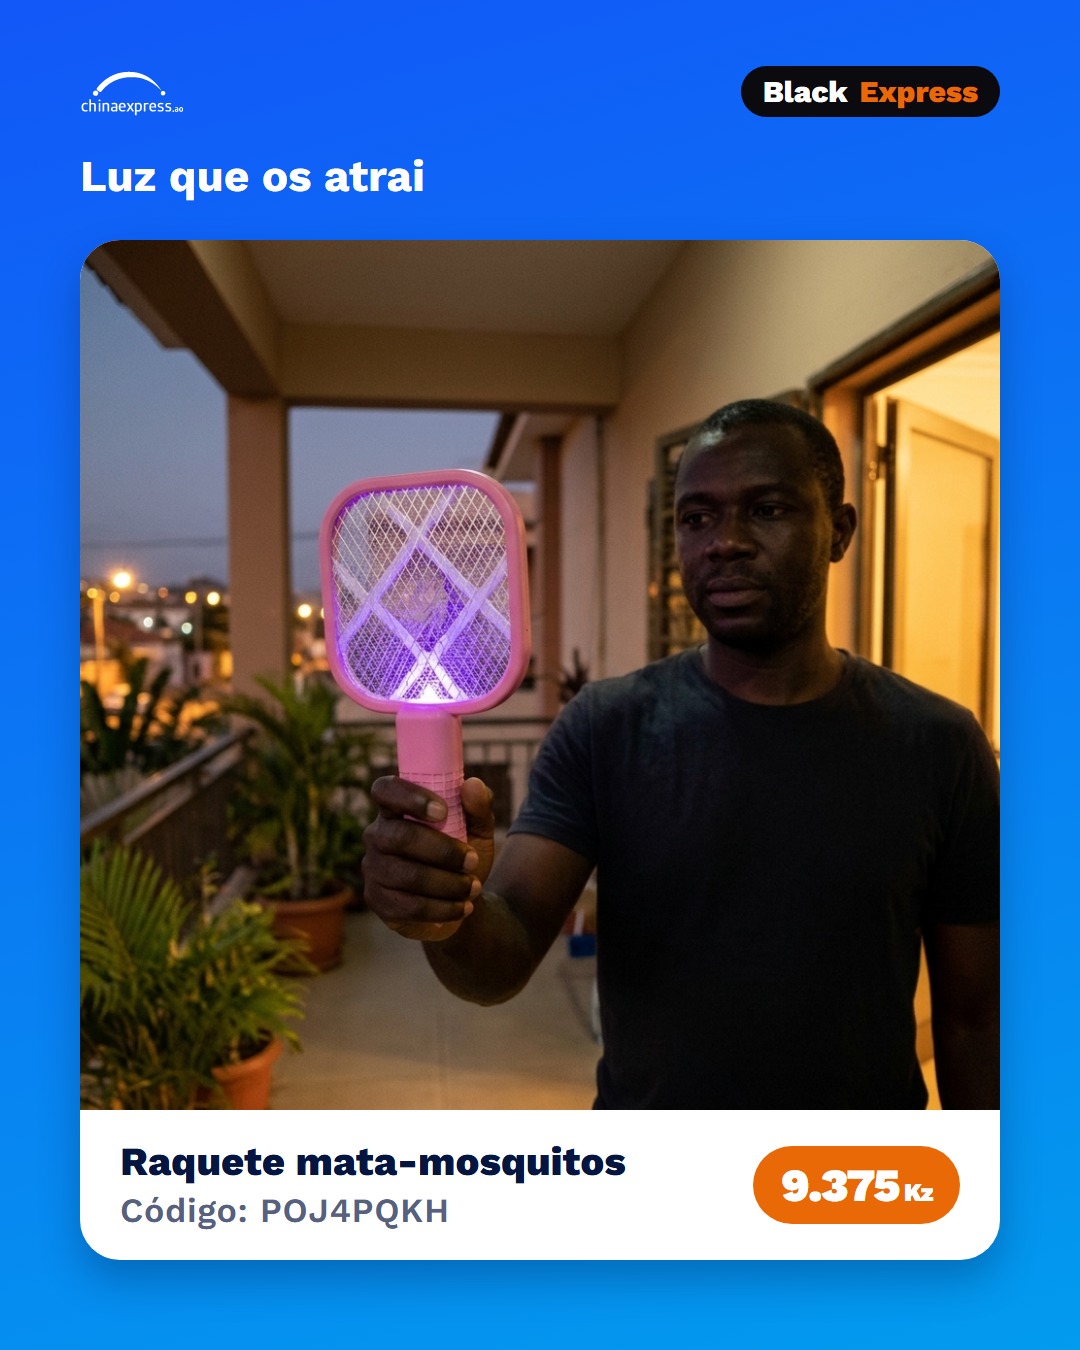 chinaexpress.ao
Black Express
Luz que os atrai
Raquete mata-mosquitos
Código: POJ4PQKH
9.375 Kz